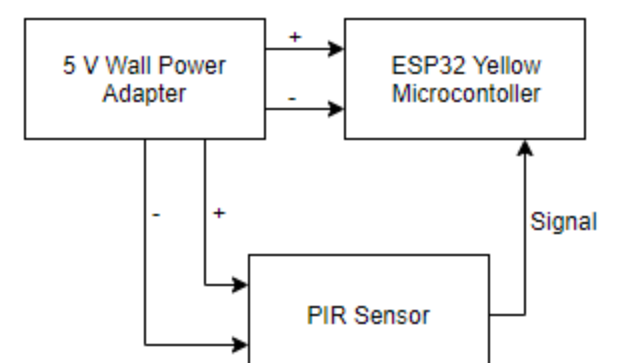 5 V Wall Power
Adapter
+
-
ESP32 Yellow
Microcontoller
-
+
Signal
PIR Sensor